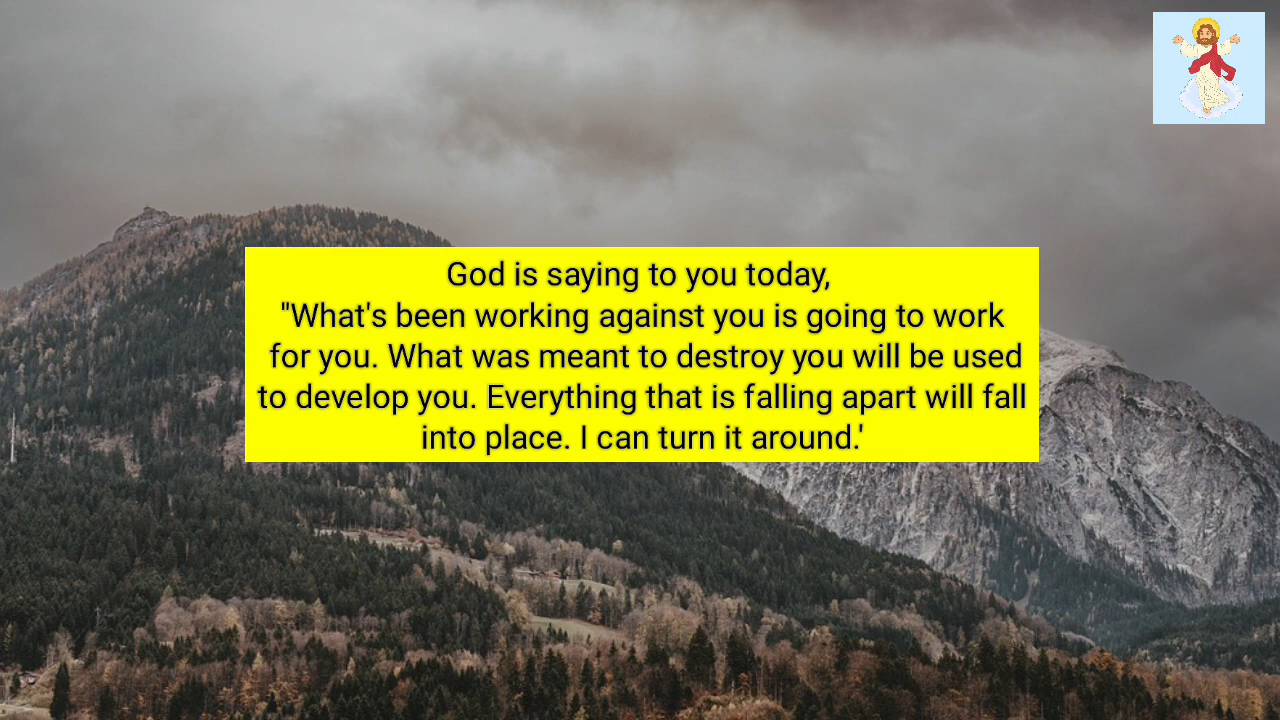 God is saying to you today,
"What's been working against you is going to work
for you. What was meant to destroy you will be used
to develop you. Everything that is falling apart will fall
into place. I can turn it around.'